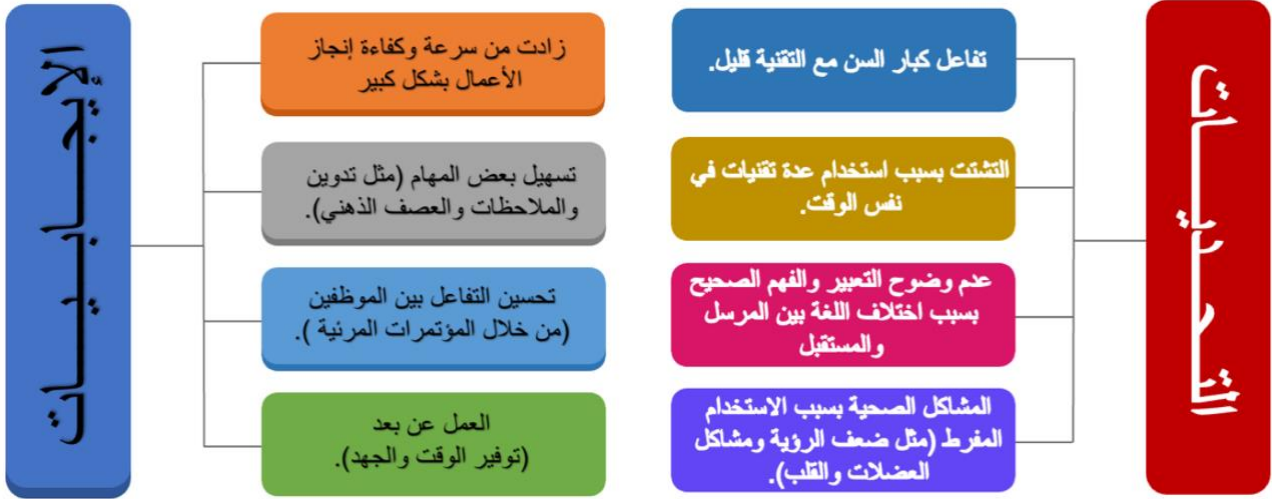 التحديات
تفاعل كبار السن مع التقنية قليل.
التشتت بسبب استخدام عدة تقنيات في
نفس الوقت.
عدم وضوح التعبير والفهم الصحيح
بسبب اختلاف اللغة بين المرسل
والمستقبل
المشاكل الصحية بسبب الاستخدام
المفرط (مثل ضعف الرؤية ومشاكل
العضلات والقلب).
الإيجابيات
زادت من سرعة وكفاءة إنجاز
الأعمال بشكل كبير
تسهيل بعض المهام (مثل تدوين
والملاحظات والعصف الذهني).
تحسين التفاعل بين الموظفين
(من خلال المؤتمرات المرئية ).
العمل عن بعد
(توفير الوقت والجهد).